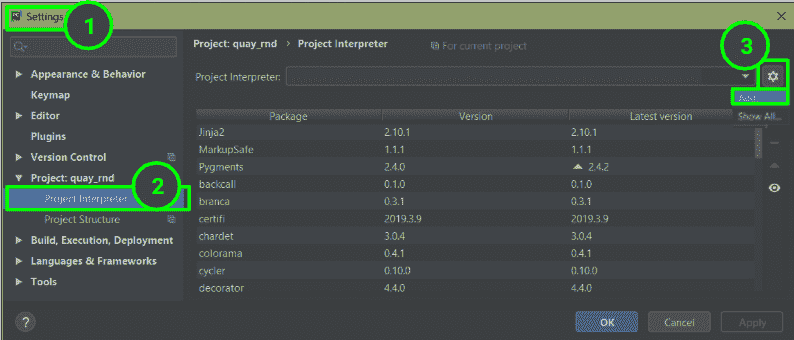 Settings
1
3
Project: quay_rnd › Project Interpreter For current project
Appearance & Behavior
Project Interpreter:
Keymap
Add...
Editor
Package Version Latest version
Show All...
Plugins
Jinja2 2.10.1 2.10.1
MarkupSafe 1.1.1 1.1.1
Version Control
Pygments 2.4.0 2.4.2
Project: quay_rnd
2
backcall 0.1.0 0.1.0
Project Interpreter
branca 0.3.1 0.3.1
Project Structure
certifi 2019.3.9 2019.3.9
Build, Execution, Deployment
chardet 3.0.4 3.0.4
Languages & Frameworks
colorama 0.4.1 0.4.1
Tools
cycler 0.10.0 0.10.0
decorator 4.4.0 4.4.0
?
OK Cancel Apply